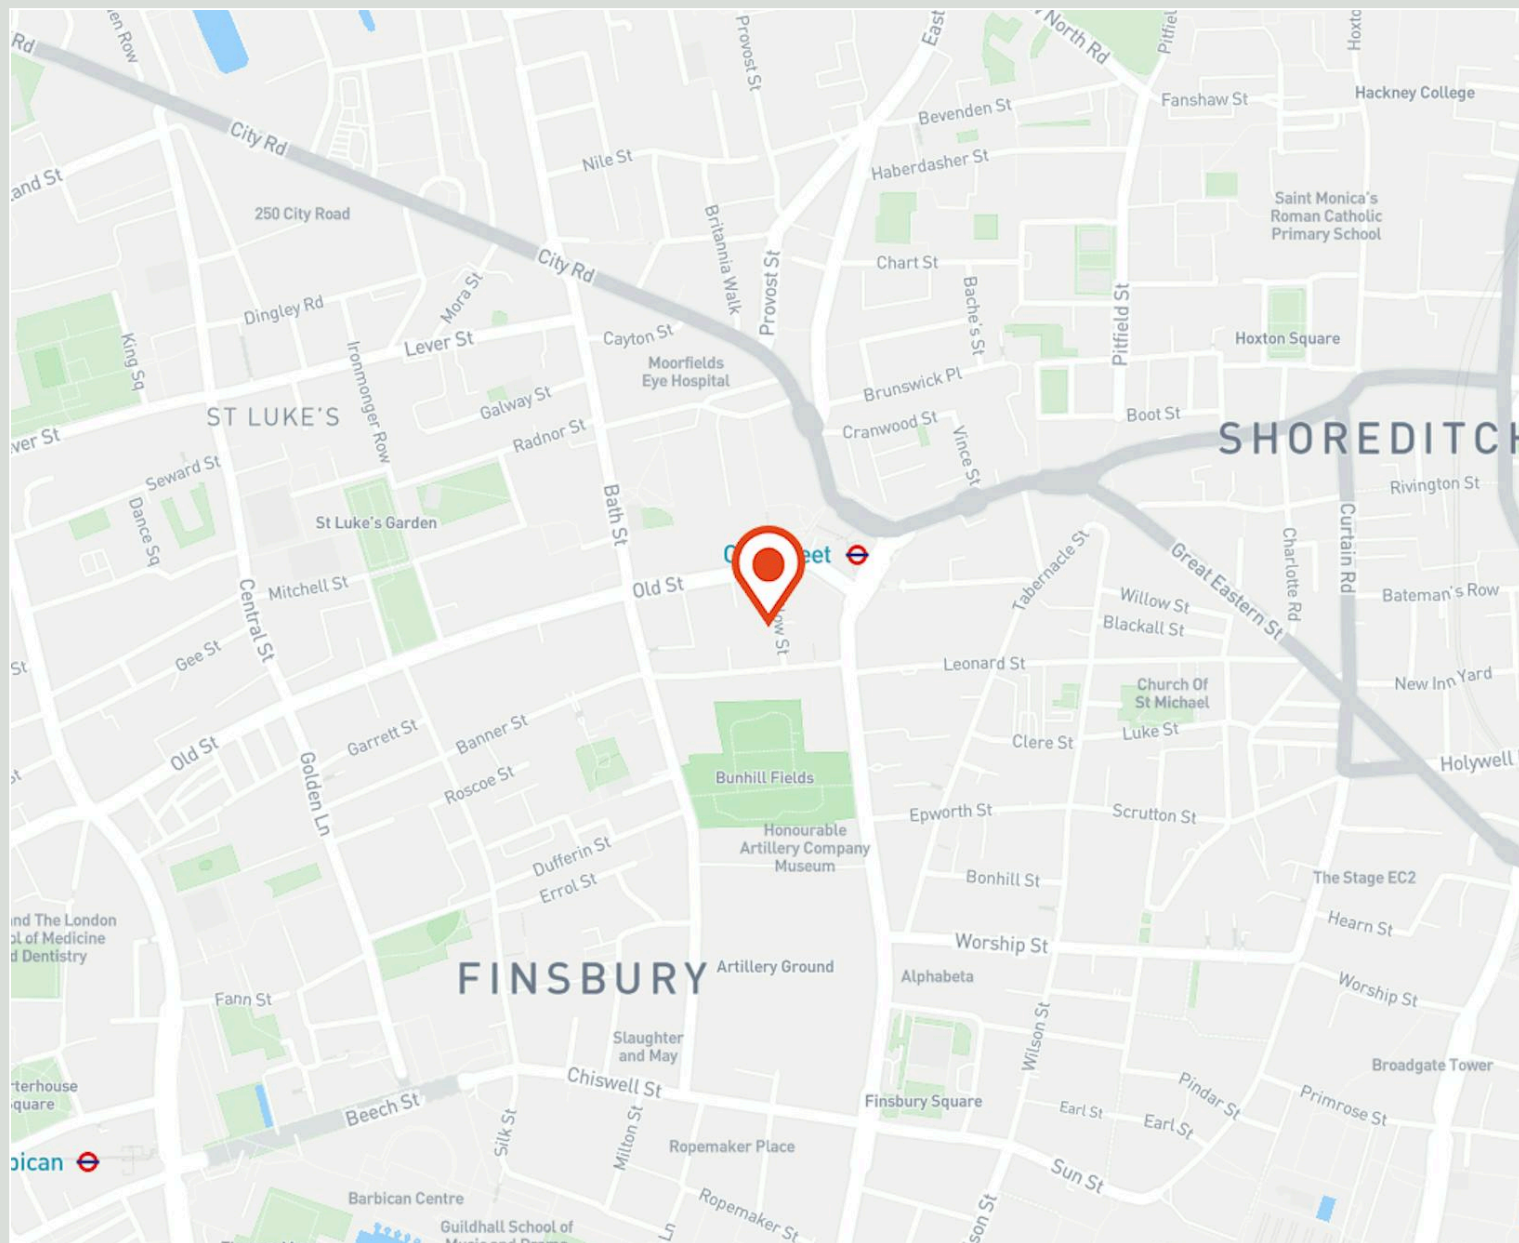 East
North Rd
Provost St
Rd
Hackney College
Fanshaw St
Bevenden St
City Rd
Nile St
Haberdasher St
250 City Road
Saint Monica's
Roman Catholic
Primary School
Britannia Walk
City Rd
Chart St
Provost St
Mora St
Dingley Rd
Bache's St
Pitfield St
King Sq
Cayton St
Lever St
Hoxton Square
Ironmonger Row
Moorfields
Eye Hospital
Brunswick Pl
Galway St
ST LUKE'S
Boot St
Cranwood St
Radnor St
SHOREDITCH
Vince St
Seward St
Rivington St
Dance Sq
Bath St
St Luke's Garden
Curtain Rd
Charlotte Rd
Tabernacle St
Great Eastern St
Mitchell St
Old St
Central St
Willow St
Bateman's Row
Blackall St
Gee St
Leonard St
New Inn Yard
Church Of
St Michael
Luke St
Garrett St
Banner St
Clere St
Old St
Holywell
Golden Ln
Roscoe St
Bunhill Fields
Epworth St
Scrutton St
Honourable
Artillery Company
Museum
Dufferin St
Errol St
Bonhill St
The Stage EC2
and The London
of Medicine
Dentistry
Hearn St
Worship St
FINSBURY
Artillery Ground
Alphabeta
Fann St
Worship St
Slaughter
and May
Wilson St
Broadgate Tower
Chiswell St
Pindar St
Primrose St
Beech St
Finsbury Square
Earl St
Earl St
Silk St
Milton St
Ropemaker Place
Sun St
Barbican Centre
Ropemaker St
Guildhall School of